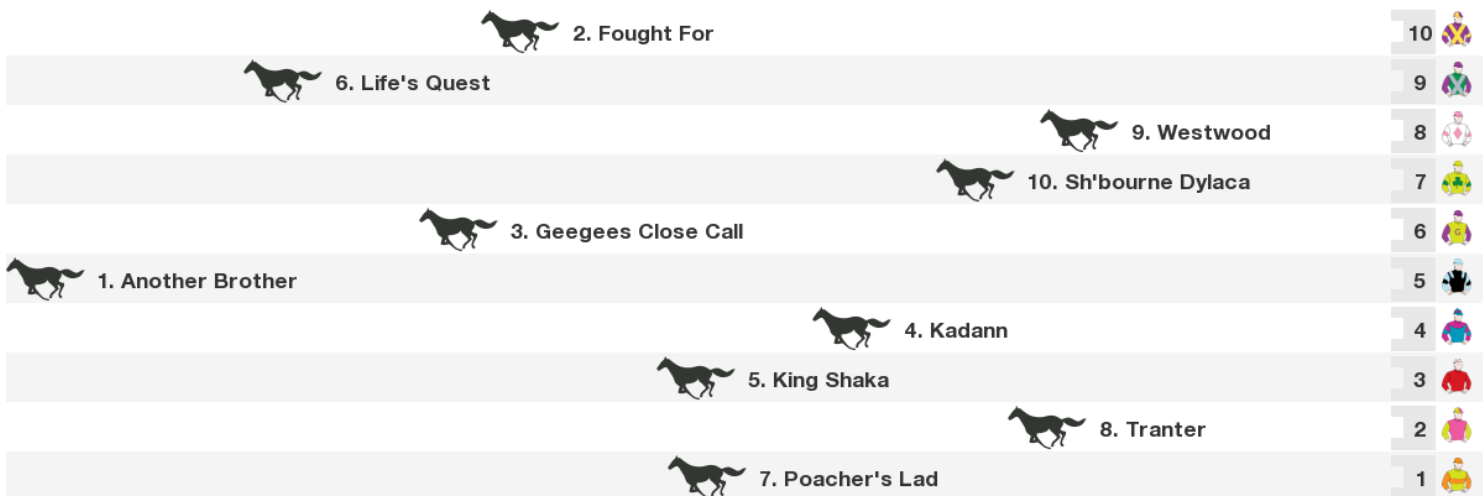 2. Fought For 10
6. Life's Quest 9
9. Westwood 8
10. Sh'bourne Dylaca 7
3. Geegees Close Call 6 G
1. Another Brother 5
4. Kadann 4
5. King Shaka 3
8. Tranter 2
7. Poacher's Lad 1